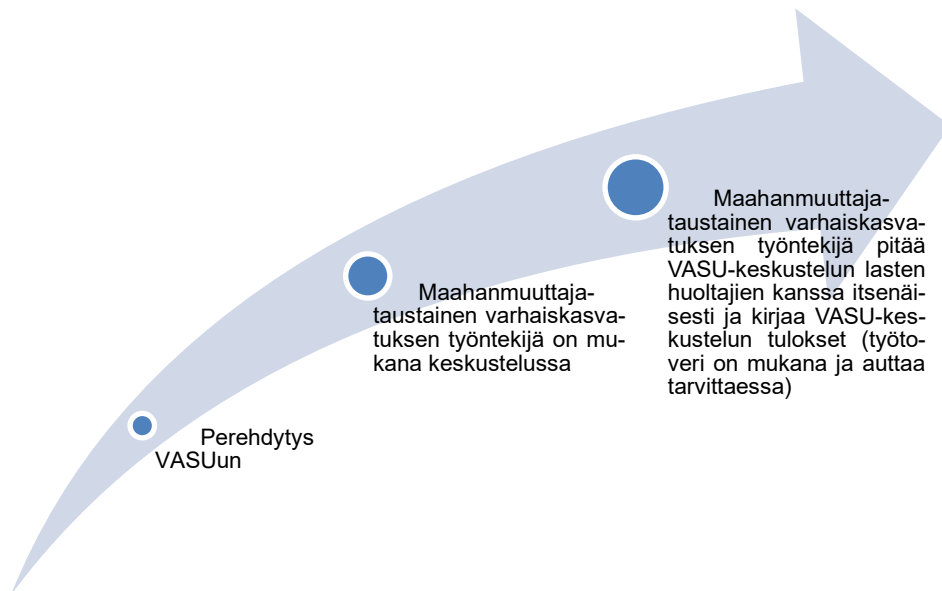 Perehdytys
VASUun
Maahanmuuttaja-
taustainen varhaiskasva-
tuksen työntekijä on mu-
kana keskustelussa
Maahanmuuttaja-
taustainen varhaiskasva-
tuksen työntekijä pitää
VASU-keskustelun lasten
huoltajien kanssa itsenäi-
sesti ja kirjaa VASU-kes-
kustelun tulokset (työto-
veri on mukana ja auttaa
tarvittaessa)